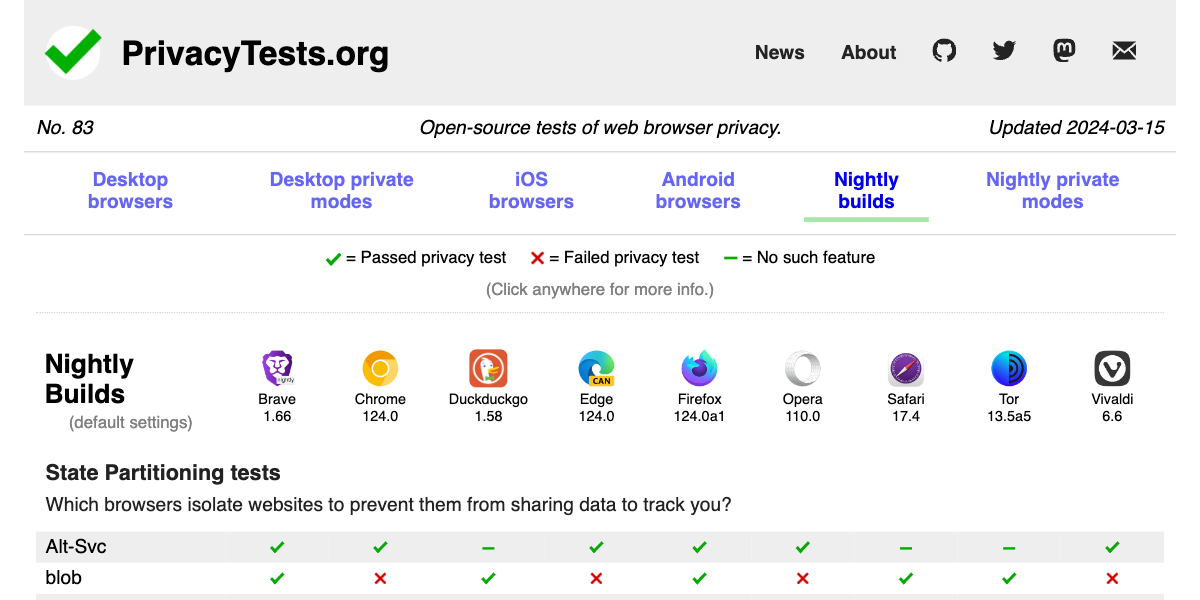 PrivacyTests.org
News About
No. 83 Open-source tests of web browser privacy. Updated 2024-03-15
Desktop browsers Desktop private modes iOS browsers Android browsers Nightly builds Nightly private modes
✓ = Passed privacy test ✕ = Failed privacy test – = No such feature
(Click anywhere for more info.)
Nightly Builds
(default settings)
Brave Chrome Duckduckgo Edge Firefox Opera Safari Tor Vivaldi
1.66 124.0 1.58 124.0 124.0a1 110.0 17.4 13.5a5 6.6
CAN
State Partitioning tests
Which browsers isolate websites to prevent them from sharing data to track you?
Alt-Svc ✓ ✓ – ✓ ✓ ✓ – – ✓
blob ✓ ✕ ✓ ✕ ✓ ✕ ✓ ✓ ✕